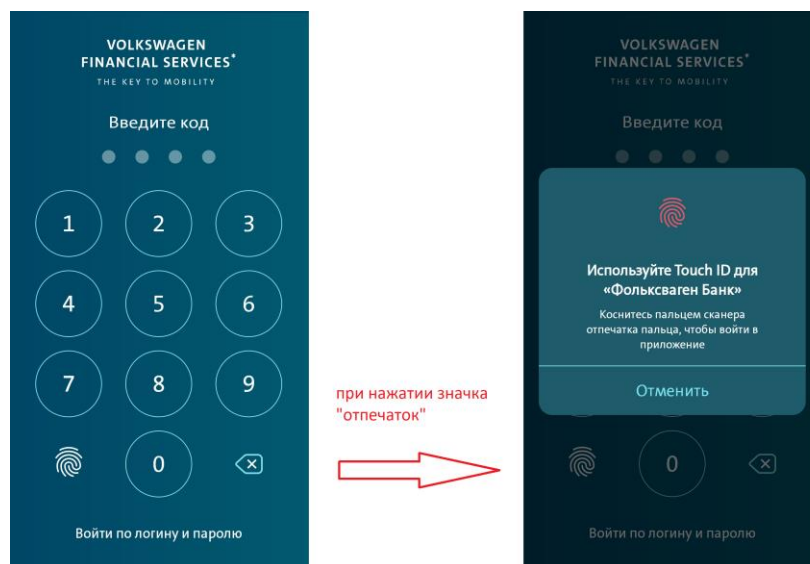 VOLKSWAGEN
FINANCIAL SERVICES*
THE KEY TO MOBILITY
Введите код
1 2 3
4 5 6
7 8 9
0
Войти по логину и паролю
при нажатии значка
"отпечаток"
VOLKSWAGEN
FINANCIAL SERVICES*
THE KEY TO MOBILITY
Введите код
Используйте Touch ID для
«Фольксваген Банк»
Коснитесь пальцем сканера
отпечатка пальца, чтобы войти в
приложение
Отменить
0
Войти по логину и паролю